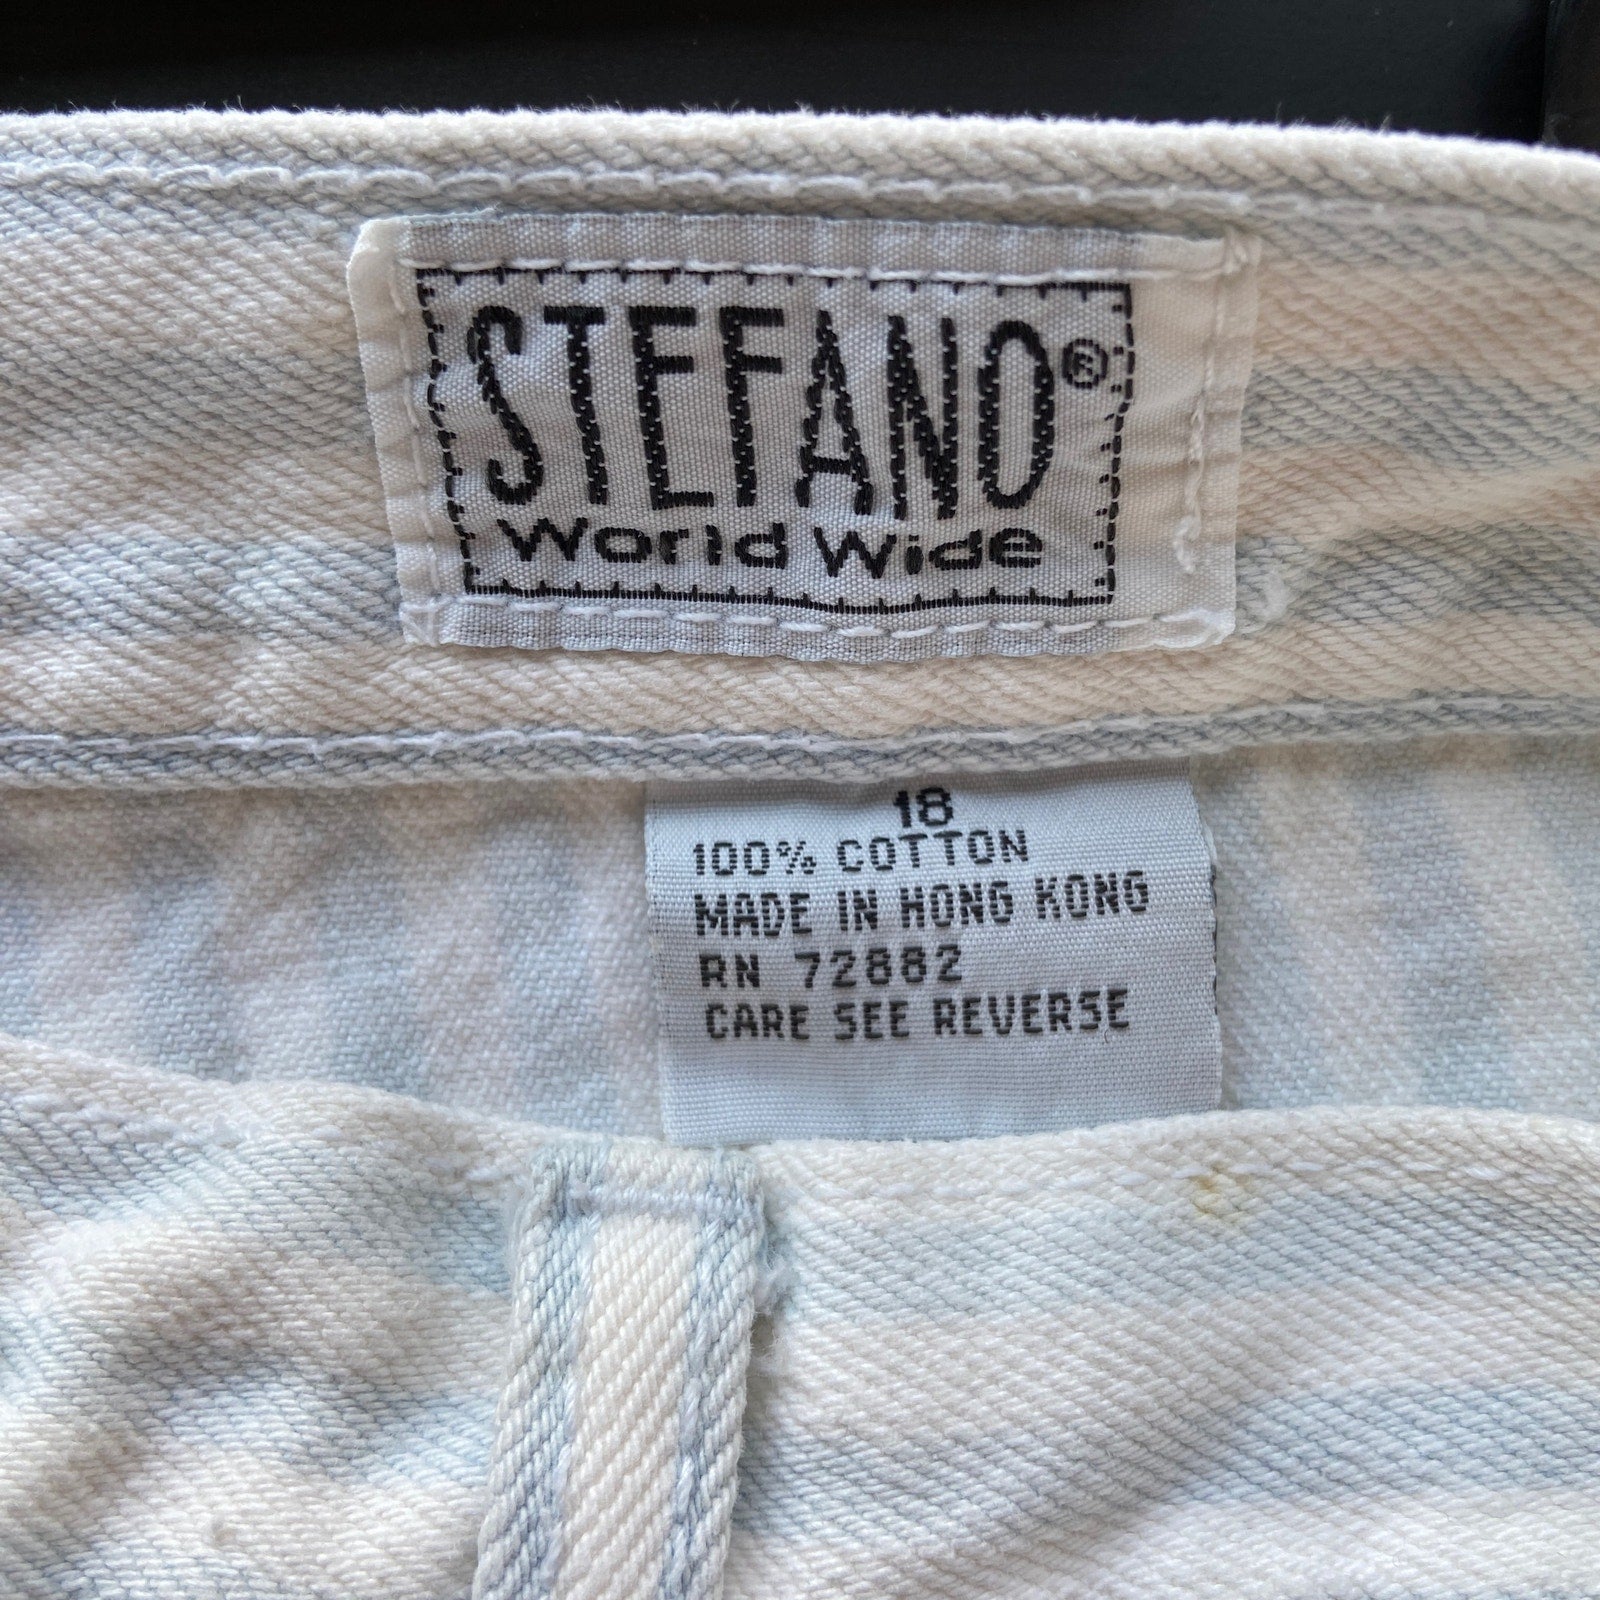 STEFANO®
World Wide
18
100% COTTON
MADE IN HONG KONG
RN 72882
CARE SEE REVERSE